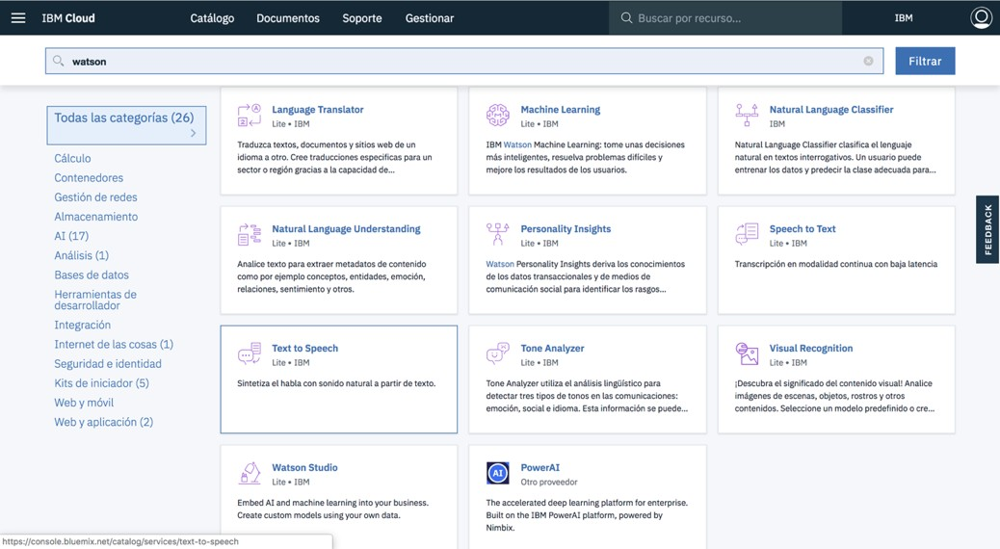 IBM Cloud
Catálogo
Documentos
Soporte
Gestionar
Buscar por recurso...
IBM
watson
Filtrar
Todas las categorías (26)
Cálculo
Contenedores
Gestión de redes
Almacenamiento
AI (17)
Análisis (1)
Bases de datos
Herramientas de
desarrollador
Integración
Internet de las cosas (1)
Seguridad e identidad
Kits de iniciador (5)
Web y móvil
Web y aplicación (2)
Language Translator
Lite • IBM
Traduzca textos, documentos y sitios web de un
idioma a otro. Cree traducciones específicas para un
sector o región gracias a la capacidad de...
Machine Learning
Lite • IBM
IBM Watson Machine Learning: tome unas decisiones
más inteligentes, resuelva problemas difíciles y
mejore los resultados de los usuarios.
Natural Language Classifier
IBM
Natural Language Classifier clasifica el lenguaje
natural en textos interrogativos. Un usuario puede
entrenar los datos y predecir la clase adecuada para...
Natural Language Understanding
Lite • IBM
Analice texto para extraer metadatos de contenido
como por ejemplo conceptos, entidades, emoción,
relaciones, sentimiento y otros.
Personality Insights
Lite • IBM
Watson Personality Insights deriva los conocimientos
de los datos transaccionales y de medios de
comunicación social para identificar los rasgos...
Speech to Text
Lite • IBM
Transcripción en modalidad continua con baja latencia
Text to Speech
Lite • IBM
Sintetiza el habla con sonido natural a partir de texto.
Tone Analyzer
Lite • IBM
Tone Analyzer utiliza el análisis lingüístico para
detectar tres tipos de tonos en las comunicaciones:
emoción, social e idioma. Esta información se puede...
Visual Recognition
Lite • IBM
¡Descubra el significado del contenido visual! Analice
imágenes de escenas, objetos, rostros y otros
contenidos. Seleccione un modelo predefinido o cre...
Watson Studio
Lite • IBM
Embed AI and machine learning into your business.
Create custom models using your own data.
AI
PowerAI
Otro proveedor
The accelerated deep learning platform for enterprise.
Built on the IBM PowerAI platform, powered by
Nimbix.
FEEDBACK
https://console.bluemix.net/catalog/services/text-to-speech